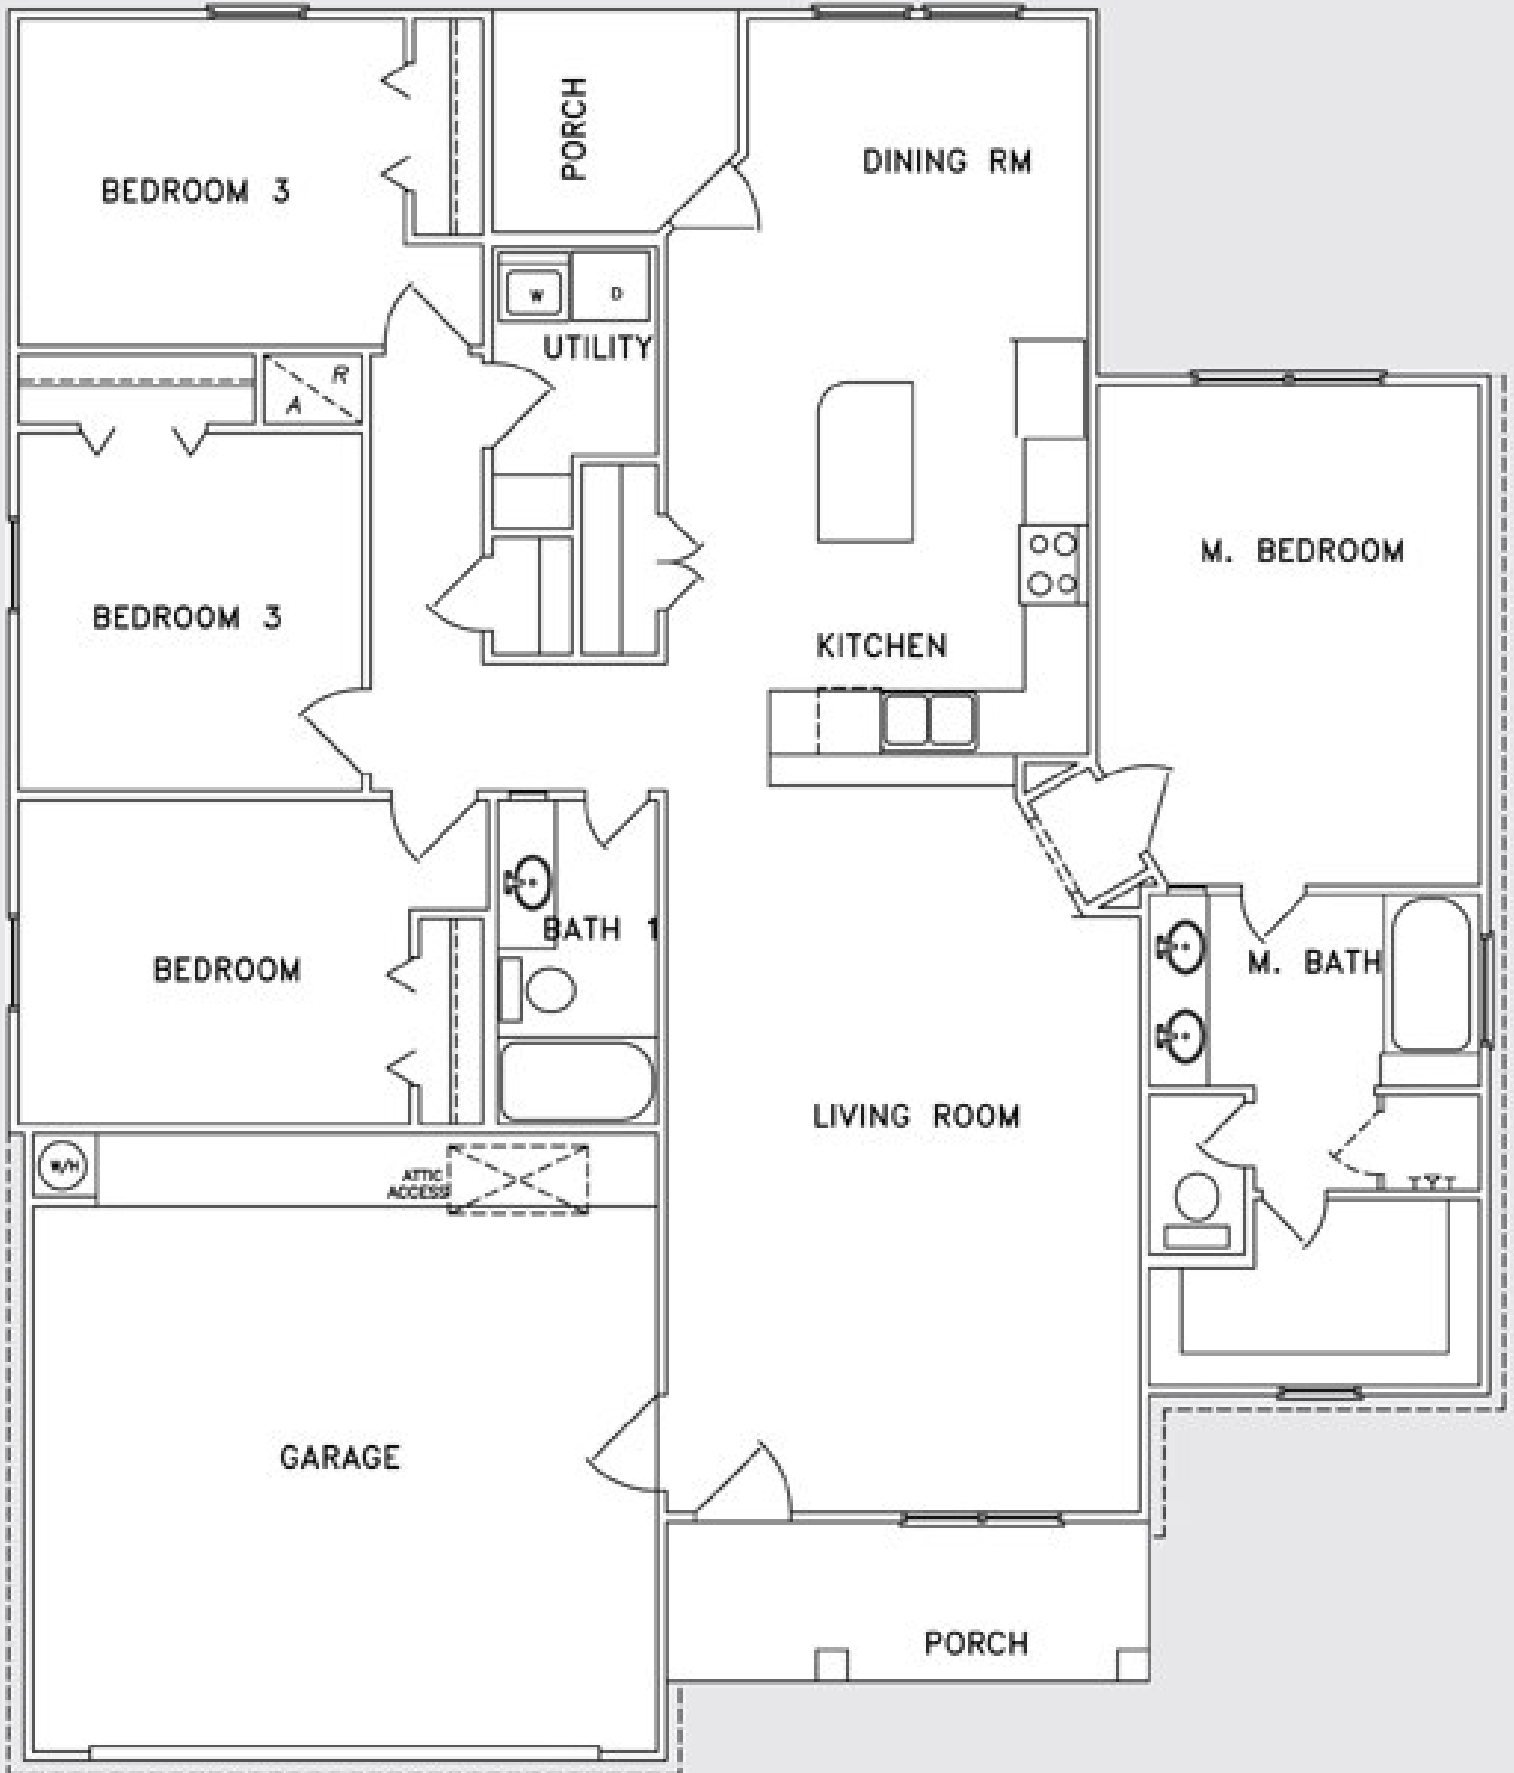 PORCH
DINING RM
BEDROOM 3
W
D
UTILITY
R
A
M. BEDROOM
BEDROOM 3
KITCHEN
BATH 1
M. BATH
BEDROOM
LIVING ROOM
W/H
ATTIC
ACCESS
GARAGE
PORCH